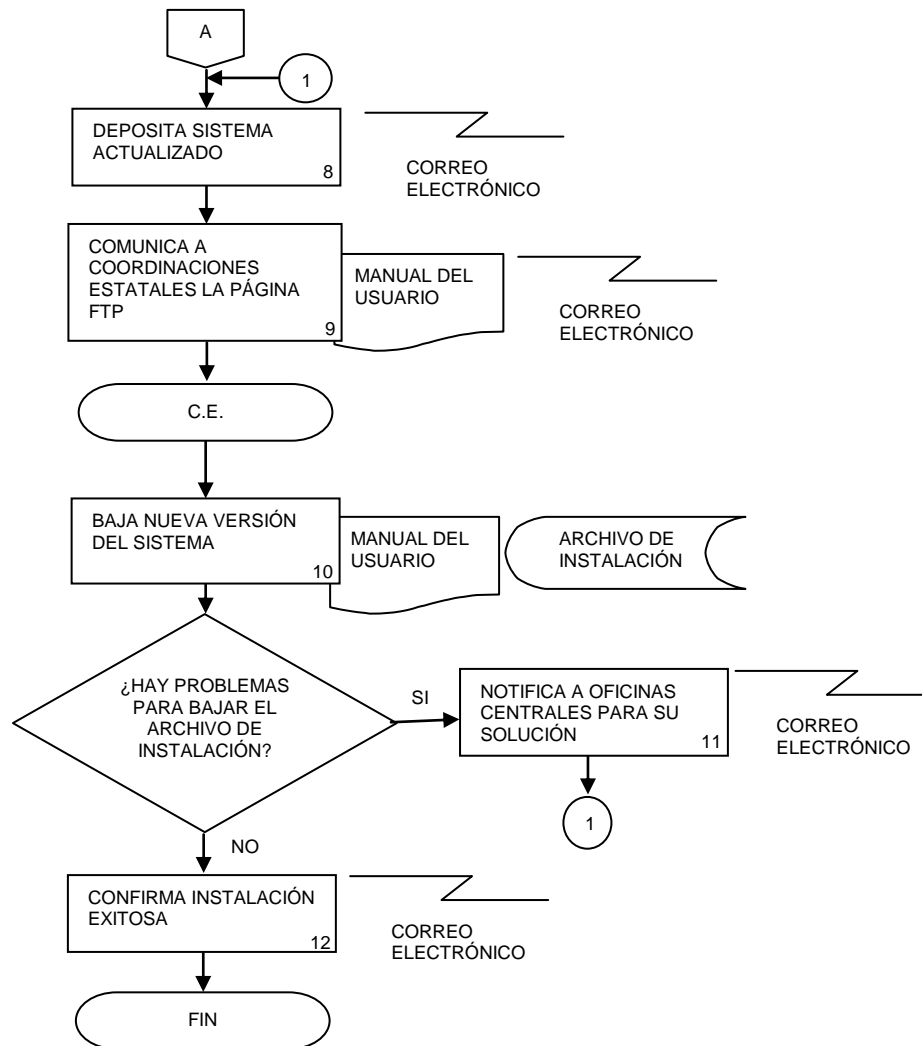 A
1
DEPOSITA SISTEMA
ACTUALIZADO
8
CORREO
ELECTRÓNICO
COMUNICA A
COORDINACIONES
ESTATALES LA PÁGINA
FTP
9
MANUAL DEL
USUARIO
CORREO
ELECTRÓNICO
C.E.
BAJA NUEVA VERSIÓN
DEL SISTEMA
10
MANUAL DEL
USUARIO
ARCHIVO DE
INSTALACIÓN
¿HAY PROBLEMAS
PARA BAJAR EL
ARCHIVO DE
INSTALACIÓN?
SI
NOTIFICA A OFICINAS
CENTRALES PARA SU
SOLUCIÓN
11
CORREO
ELECTRÓNICO
1
NO
CONFIRMA INSTALACIÓN
EXITOSA
12
CORREO
ELECTRÓNICO
FIN